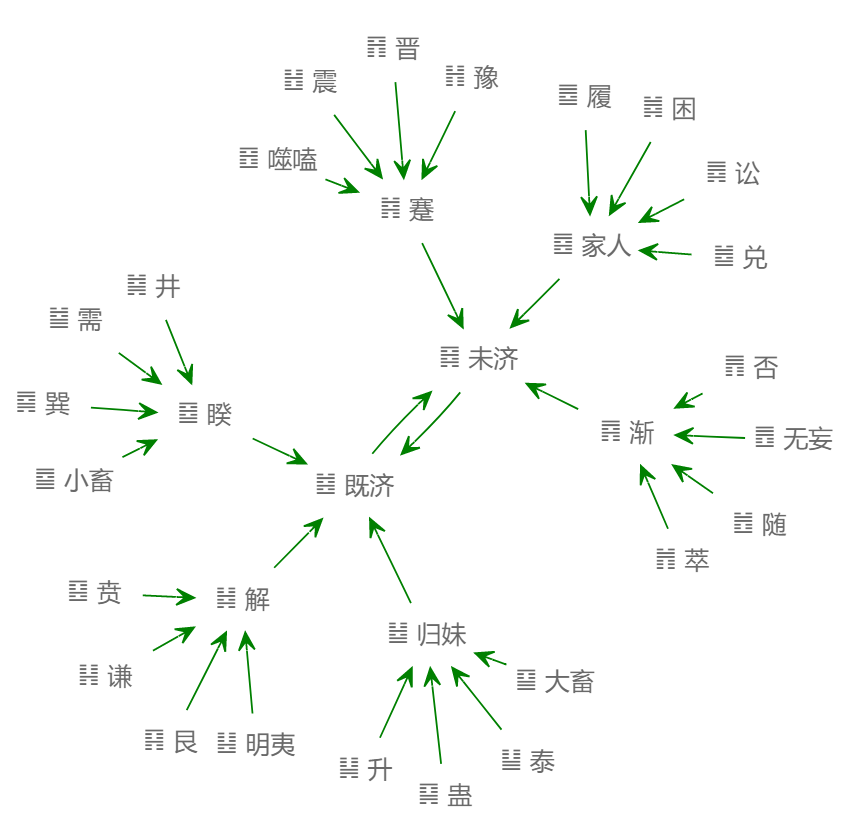 ䷢ 晋
䷲ 震
䷏ 豫
䷉ 履
䷮ 困
䷔ 噬嗑
䷅ 讼
䷦ 蹇
䷤ 家人
䷹ 兑
䷯ 井
䷄ 需
䷿ 未济
䷋ 否
䷸ 巽
䷥ 睽
䷴ 渐
䷘ 无妄
䷈ 小畜
䷾ 既济
䷐ 随
䷬ 萃
䷕ 贲
䷧ 解
䷵ 归妹
䷎ 谦
䷙ 大畜
䷳ 艮
䷣ 明夷
䷊ 泰
䷭ 升
䷑ 蛊